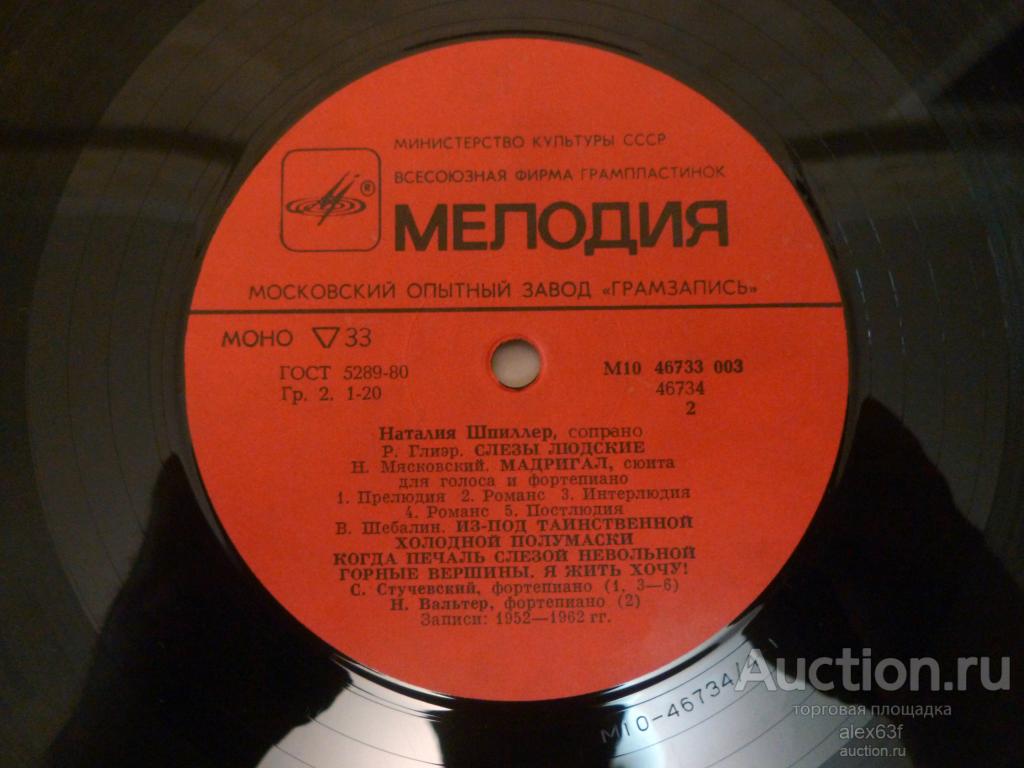 МИНИСТЕРСТВО КУЛЬТУРЫ СССР
ВСЕСОЮЗНАЯ ФИРМА ГРАМПЛАСТИНОК
®
МЕЛОДИЯ
МОСКОВСКИЙ ОПЫТНЫЙ ЗАВОД «ГРАМЗАПИСЬ»
МОНО ▽ 33
ГОСТ 5289-80
Гр. 2. 1-20
М10 46733 003
46734
2
Наталия Шпиллер, сопрано
Р. Глиэр. СЛЕЗЫ ЛЮДСКИЕ
Н. Мясковский. МАДРИГАЛ, сюита
для голоса и фортепиано
1. Прелюдия 2. Романс 3. Интерлюдия
4. Романс 5. Постлюдия
В. Шебалин. ИЗ-ПОД ТАИНСТВЕННОЙ
ХОЛОДНОЙ ПОЛУМАСКИ
КОГДА ПЕЧАЛЬ СЛЕЗОЙ НЕВОЛЬНОЙ
ГОРНЫЕ ВЕРШИНЫ. Я ЖИТЬ ХОЧУ!
С. Стучевский, фортепиано (1, 3—6)
Н. Вальтер, фортепиано (2)
Записи: 1952—1962 гг.
М10-46734/4
Auction.ru
торговая площадка
alex63f
auction.ru